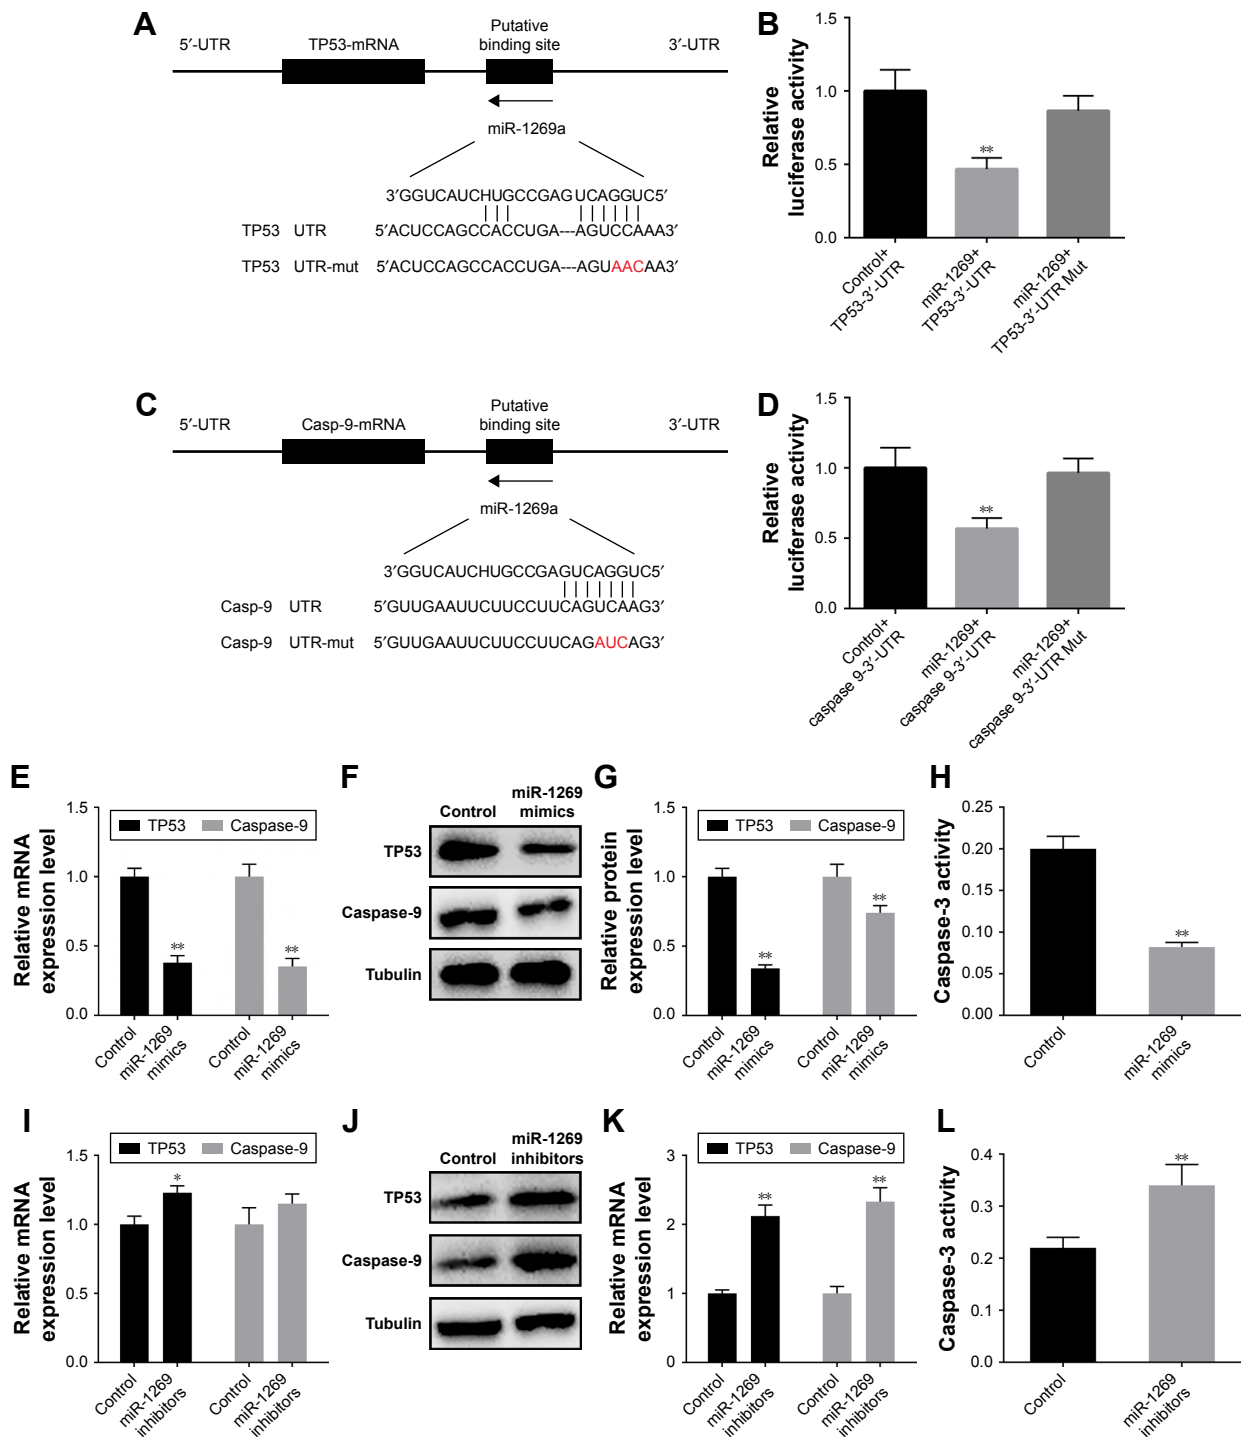 A
5′-UTR
TP53-mRNA
Putative
binding site
3′-UTR
miR-1269a
3′GGUCAUCHUGCCGAGUCAGGUC5′
TP53 UTR 5′ACUCCAGCCACCUGA---AGUCCAAA3′
TP53 UTR-mut 5′ACUCCAGCCACCUGA---AGUAACAA3′
B
Relative
luciferase activity
1.5
1.0
0.5
0.0
**
Control+
TP53-3′-UTR
miR-1269+
TP53-3′-UTR
miR-1269+
TP53-3′-UTR Mut
C
5′-UTR
Casp-9-mRNA
Putative
binding site
3′-UTR
miR-1269a
3′GGUCAUCHUGCCGAGUCAGGUC5′
Casp-9 UTR 5′GUUGAAUUCUUCCUUCAGUCAAG3′
Casp-9 UTR-mut 5′GUUGAAUUCUUCCUUCAGAUCAG3′
D
Relative
luciferase activity
1.5
1.0
0.5
0.0
**
Control+
caspase 9-3′-UTR
miR-1269+
caspase 9-3′-UTR
miR-1269+
caspase 9-3′-UTR Mut
E
Relative mRNA
expression level
1.5
1.0
0.5
0.0
TP53 Caspase-9
**
**
Control
miR-1269
mimics
Control
miR-1269
mimics
F
Control
miR-1269
mimics
TP53
Caspase-9
Tubulin
G
Relative protein
expression level
1.5
1.0
0.5
0.0
TP53 Caspase-9
**
**
Control
miR-1269
mimics
Control
miR-1269
mimics
H
Caspase-3 activity
0.25
0.20
0.15
0.10
0.05
0.00
**
Control
miR-1269
mimics
I
Relative mRNA
expression level
1.5
1.0
0.5
0.0
TP53 Caspase-9
*
Control
miR-1269
inhibitors
Control
miR-1269
inhibitors
J
Control
miR-1269
inhibitors
TP53
Caspase-9
Tubulin
K
Relative mRNA
expression level
3
2
1
0
TP53 Caspase-9
**
**
Control
miR-1269
inhibitors
Control
miR-1269
inhibitors
L
Caspase-3 activity
0.4
0.3
0.2
0.1
0.0
**
Control
miR-1269
inhibitors